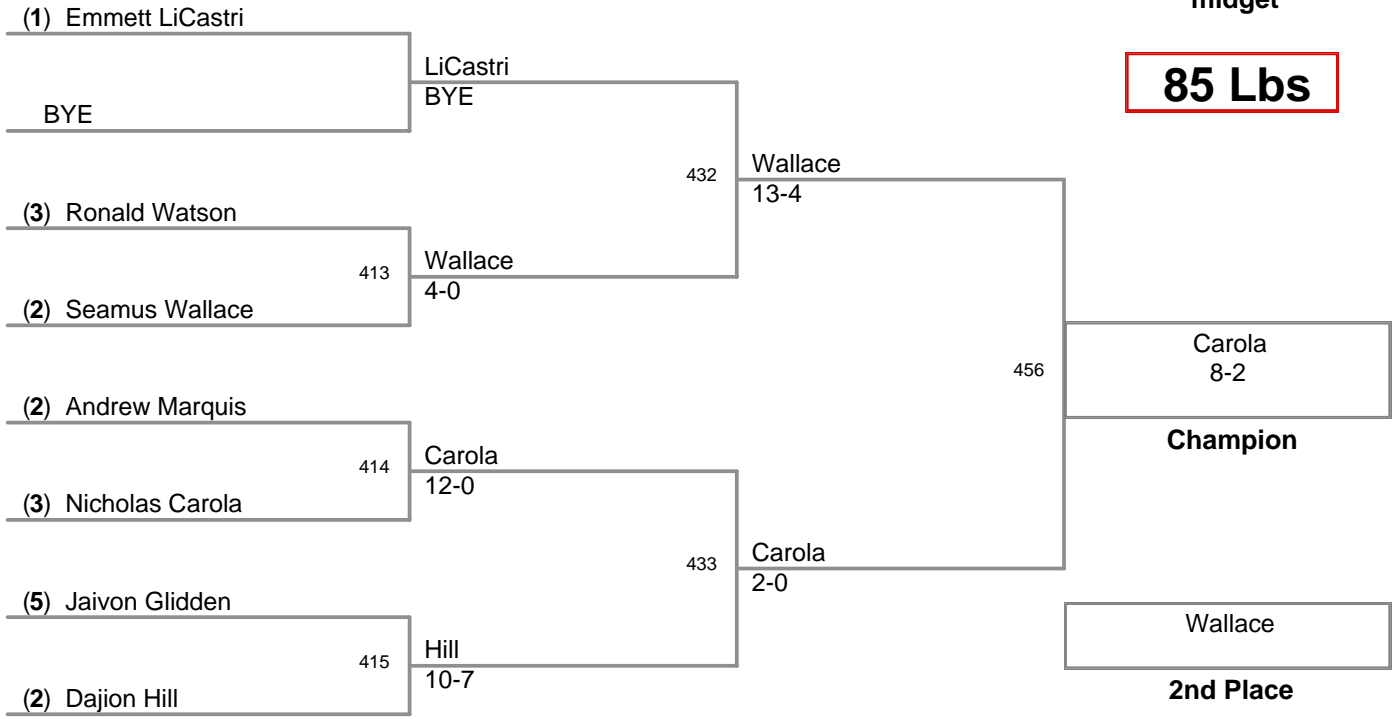 midget
85 Lbs
(1) Emmett LiCastri
LiCastri
BYE
BYE
432
Wallace
13-4
(3) Ronald Watson
413
Wallace
4-0
(2) Seamus Wallace
456
Carola
8-2
Champion
(2) Andrew Marquis
414
Carola
12-0
(3) Nicholas Carola
433
Carola
2-0
(5) Jaivon Glidden
415
Hill
10-7
(2) Dajion Hill
Wallace
2nd Place